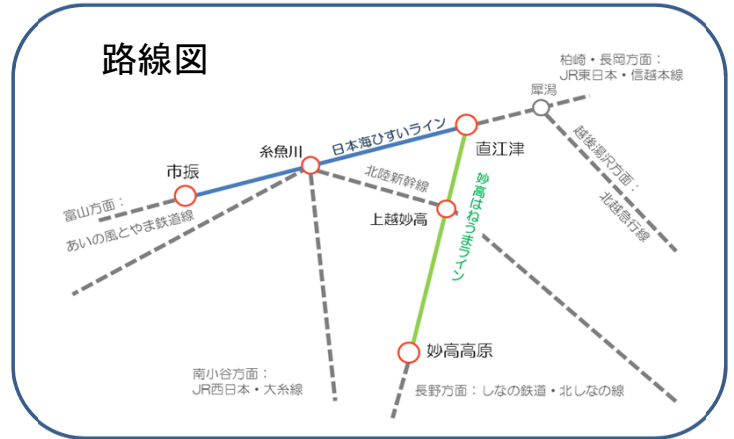 路線図
柏崎・長岡方面：
JR東日本・信越本線
犀潟
日本海ひすいライン
直江津
糸魚川
越後湯沢方面：
北越急行線
市振
北陸新幹線
妙高はねうまライン
富山方面：
あいの風とやま鉄道線
上越妙高
妙高高原
南小谷方面：
JR西日本・大糸線
長野方面：しなの鉄道・北しなの線